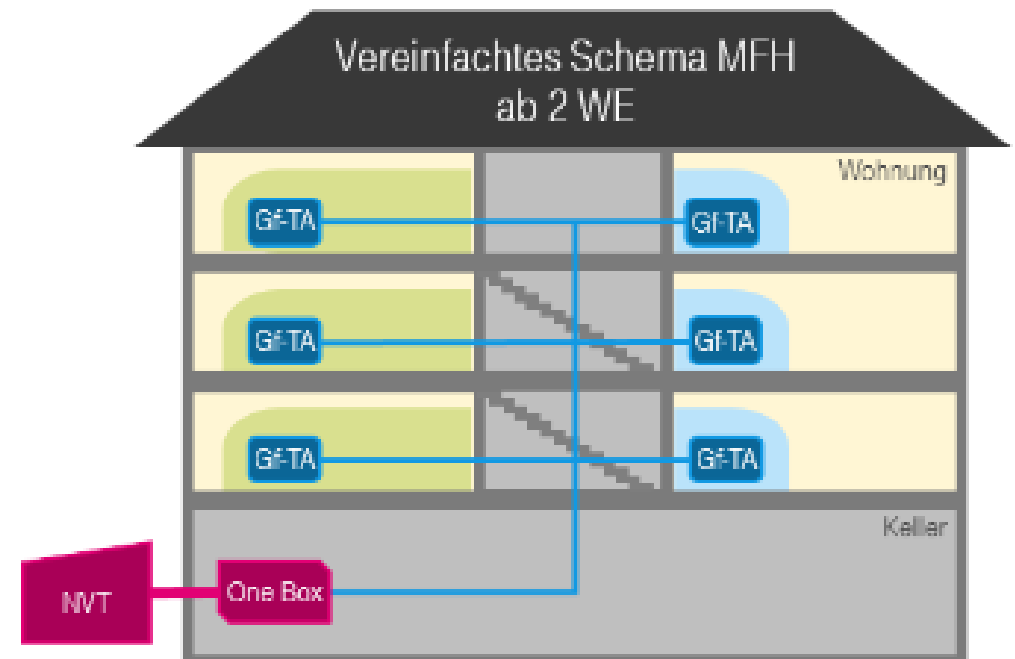 Vereinfachtes Schema MFH
ab 2 WE
Wohnung
Gf-TA
Gf-TA
Gf-TA
Gf-TA
Gf-TA
Gf-TA
Keller
One Box
NVT